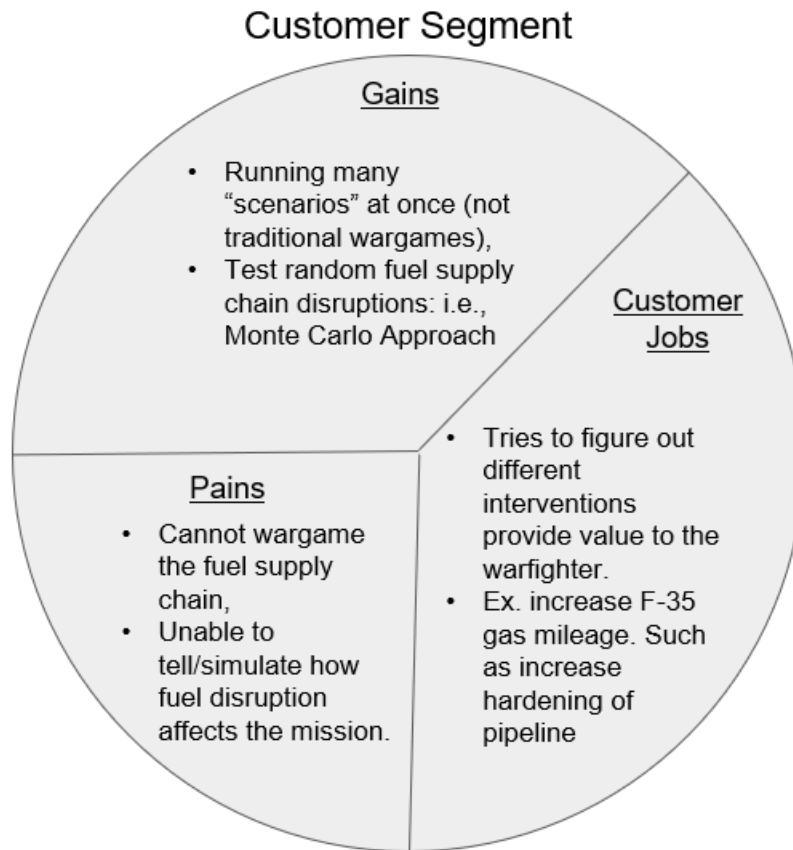 Customer Segment
Gains
• Running many
“scenarios” at once (not
traditional wargames),
• Test random fuel supply
chain disruptions: i.e.,
Monte Carlo Approach
Customer
Jobs
• Tries to figure out
different
interventions
provide value to the
warfighter.
• Ex. increase F-35
gas mileage. Such
as increase
hardening of
pipeline
Pains
• Cannot wargame
the fuel supply
chain,
• Unable to
tell/simulate how
fuel disruption
affects the mission.